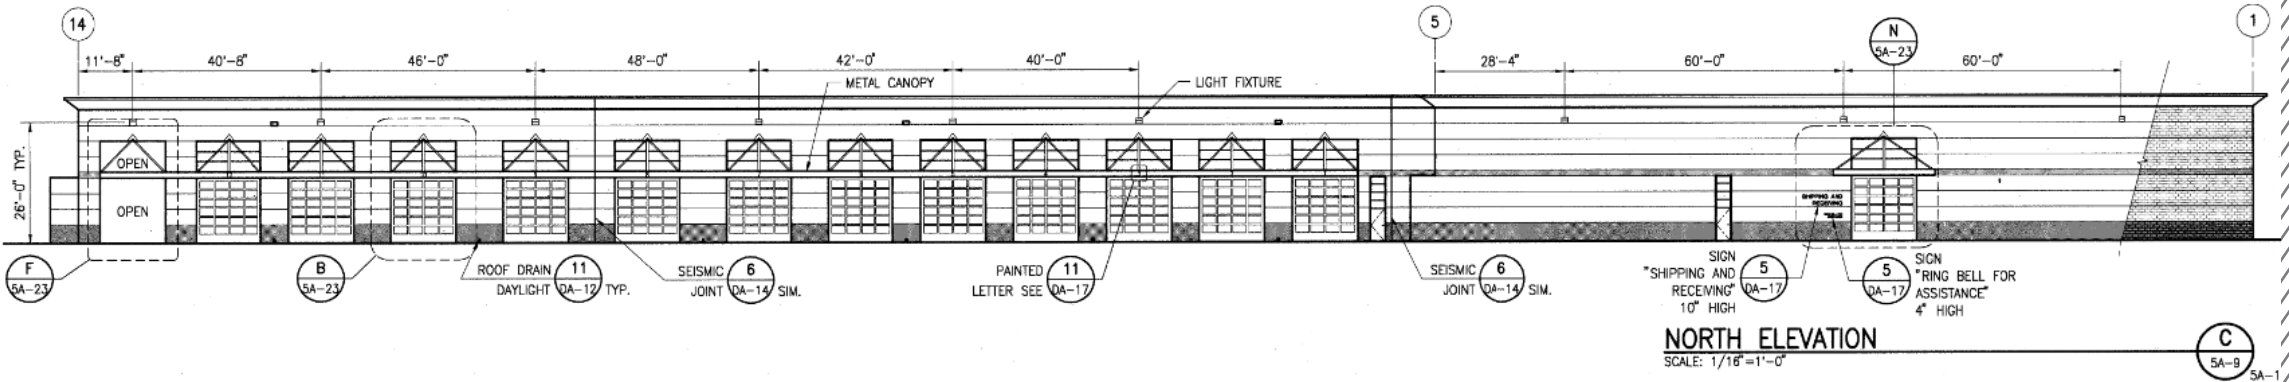 14
5
N
5A-23
1
11'-8"
40'-8"
46'-0"
48'-0"
42'-0"
40'-0"
28'-4"
60'-0"
60'-0"
METAL CANOPY
LIGHT FIXTURE
26'-0" TYP.
OPEN
OPEN
SHIPPING AND
RECEIVING
F
5A-23
B
5A-23
ROOF DRAIN
DAYLIGHT
11
DA-12
TYP.
SEISMIC
JOINT
6
DA-14
SIM.
PAINTED
LETTER SEE
11
DA-17
SEISMIC
JOINT
6
DA-14
SIM.
SIGN
"SHIPPING AND
RECEIVING"
10" HIGH
5
DA-17
5
DA-17
SIGN
"RING BELL FOR
ASSISTANCE"
4" HIGH
NORTH ELEVATION
SCALE: 1/16"=1'-0"
C
5A-9
5A-1